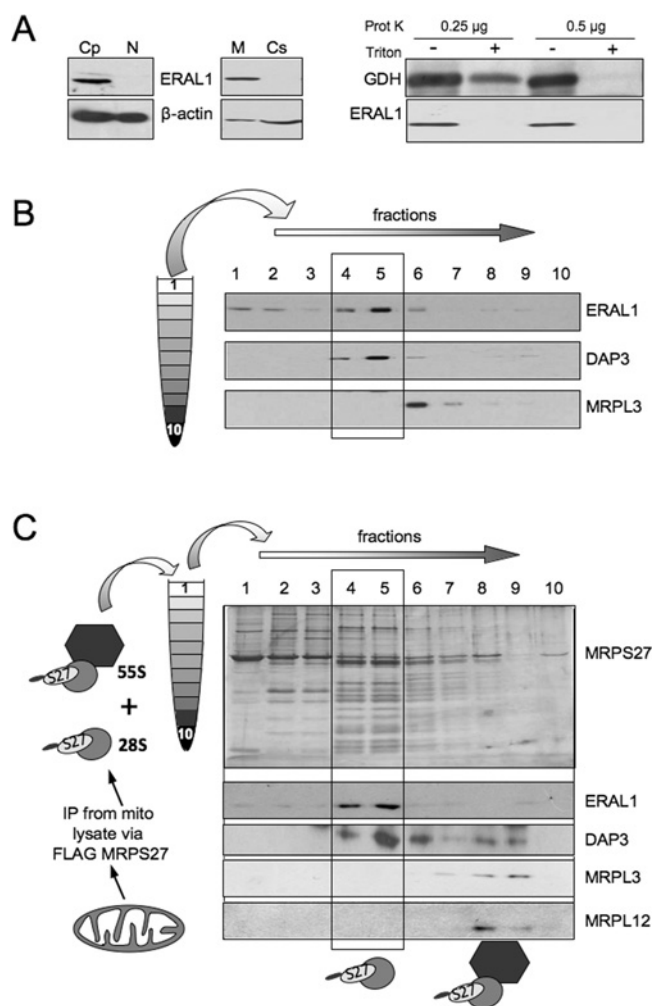 A
Cp N
ERAL1
β-actin
M Cs
Prot K 0.25 µg 0.5 µg
Triton - + - +
GDH
ERAL1
B
fractions
1 2 3 4 5 6 7 8 9 10
1
10
ERAL1
DAP3
MRPL3
C
fractions
1 2 3 4 5 6 7 8 9 10
1
10
S27 55S
+
S27 28S
IP from mito
lysate via
FLAG MRPS27
MRPS27
ERAL1
DAP3
MRPL3
MRPL12
S27
S27